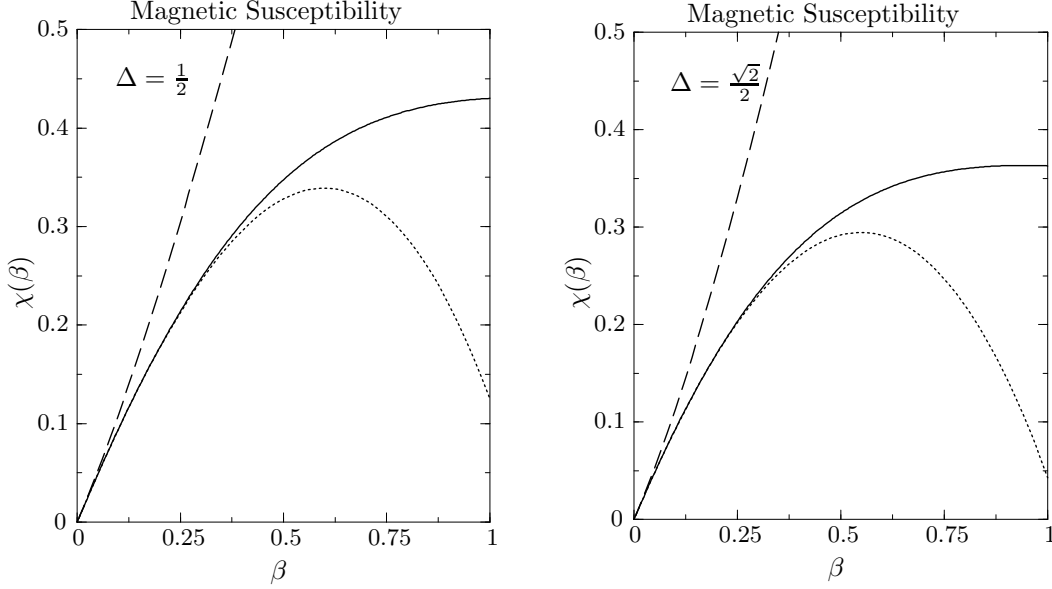 Magnetic Susceptibility
Δ = 1/2
0.5
0.4
0.3
0.2
0.1
0
χ(β)
0 0.25 0.5 0.75 1
β
Magnetic Susceptibility
Δ = √2/2
0.5
0.4
0.3
0.2
0.1
0
χ(β)
0 0.25 0.5 0.75 1
β